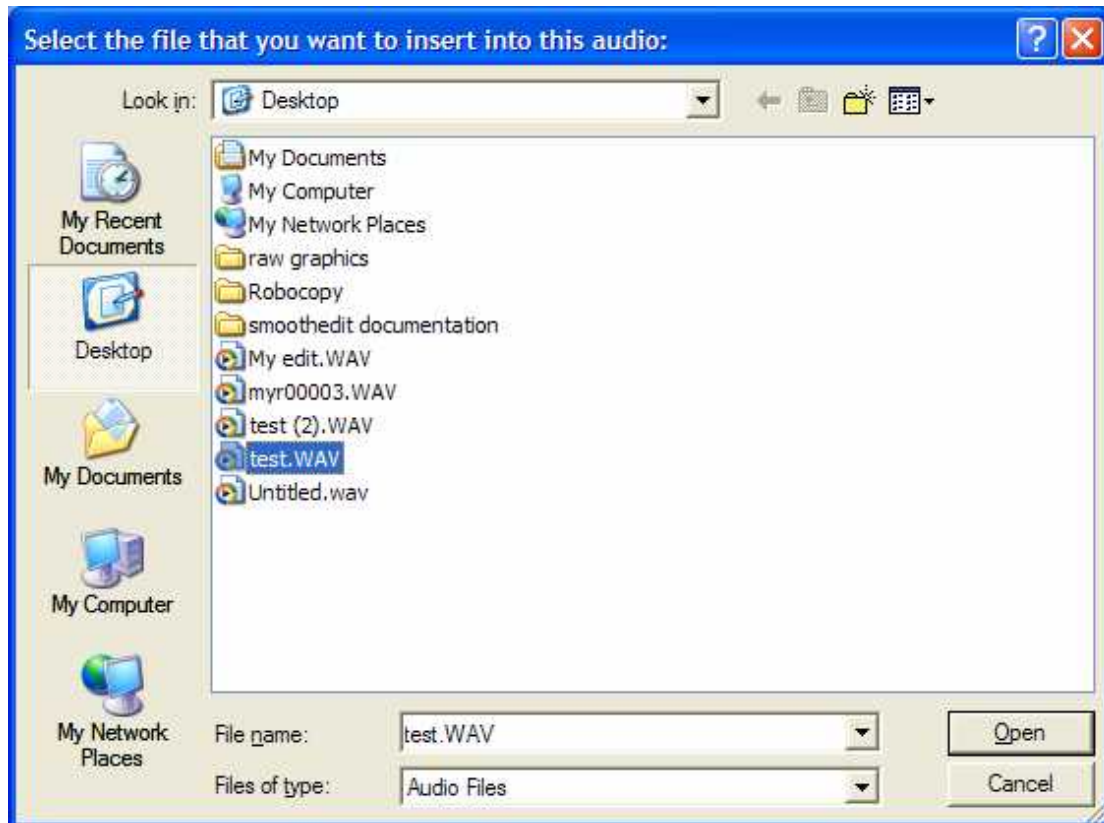 Select the file that you want to insert into this audio:
Look in: Desktop
My Recent
Documents
Desktop
My Documents
My Computer
My Network
Places
My Documents
My Computer
My Network Places
raw graphics
Robocopy
smoothedit documentation
My edit.WAV
myr00003.WAV
test (2).WAV
test.WAV
Untitled.wav
File name: test.WAV
Open
Files of type: Audio Files
Cancel